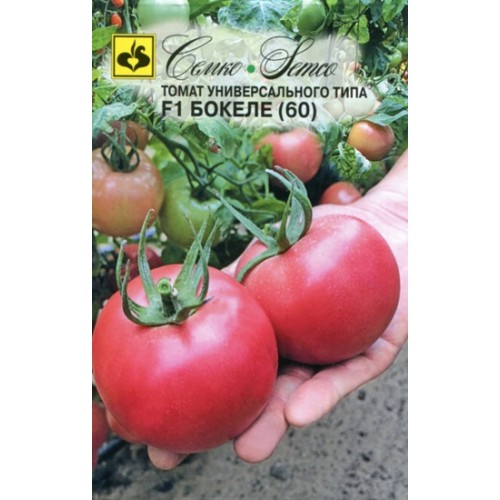 Семко Semco
ТОМАТ УНИВЕРСАЛЬНОГО ТИПА
F1 БОКЕЛЕ (60)